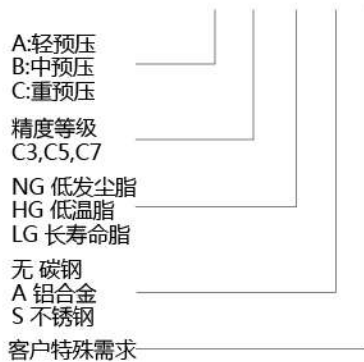 A:轻预压
B:中预压
C:重预压
精度等级
C3,C5,C7
NG 低发尘脂
HG 低温脂
LG 长寿命脂
无 碳钢
A 铝合金
S 不锈钢
客户特殊需求